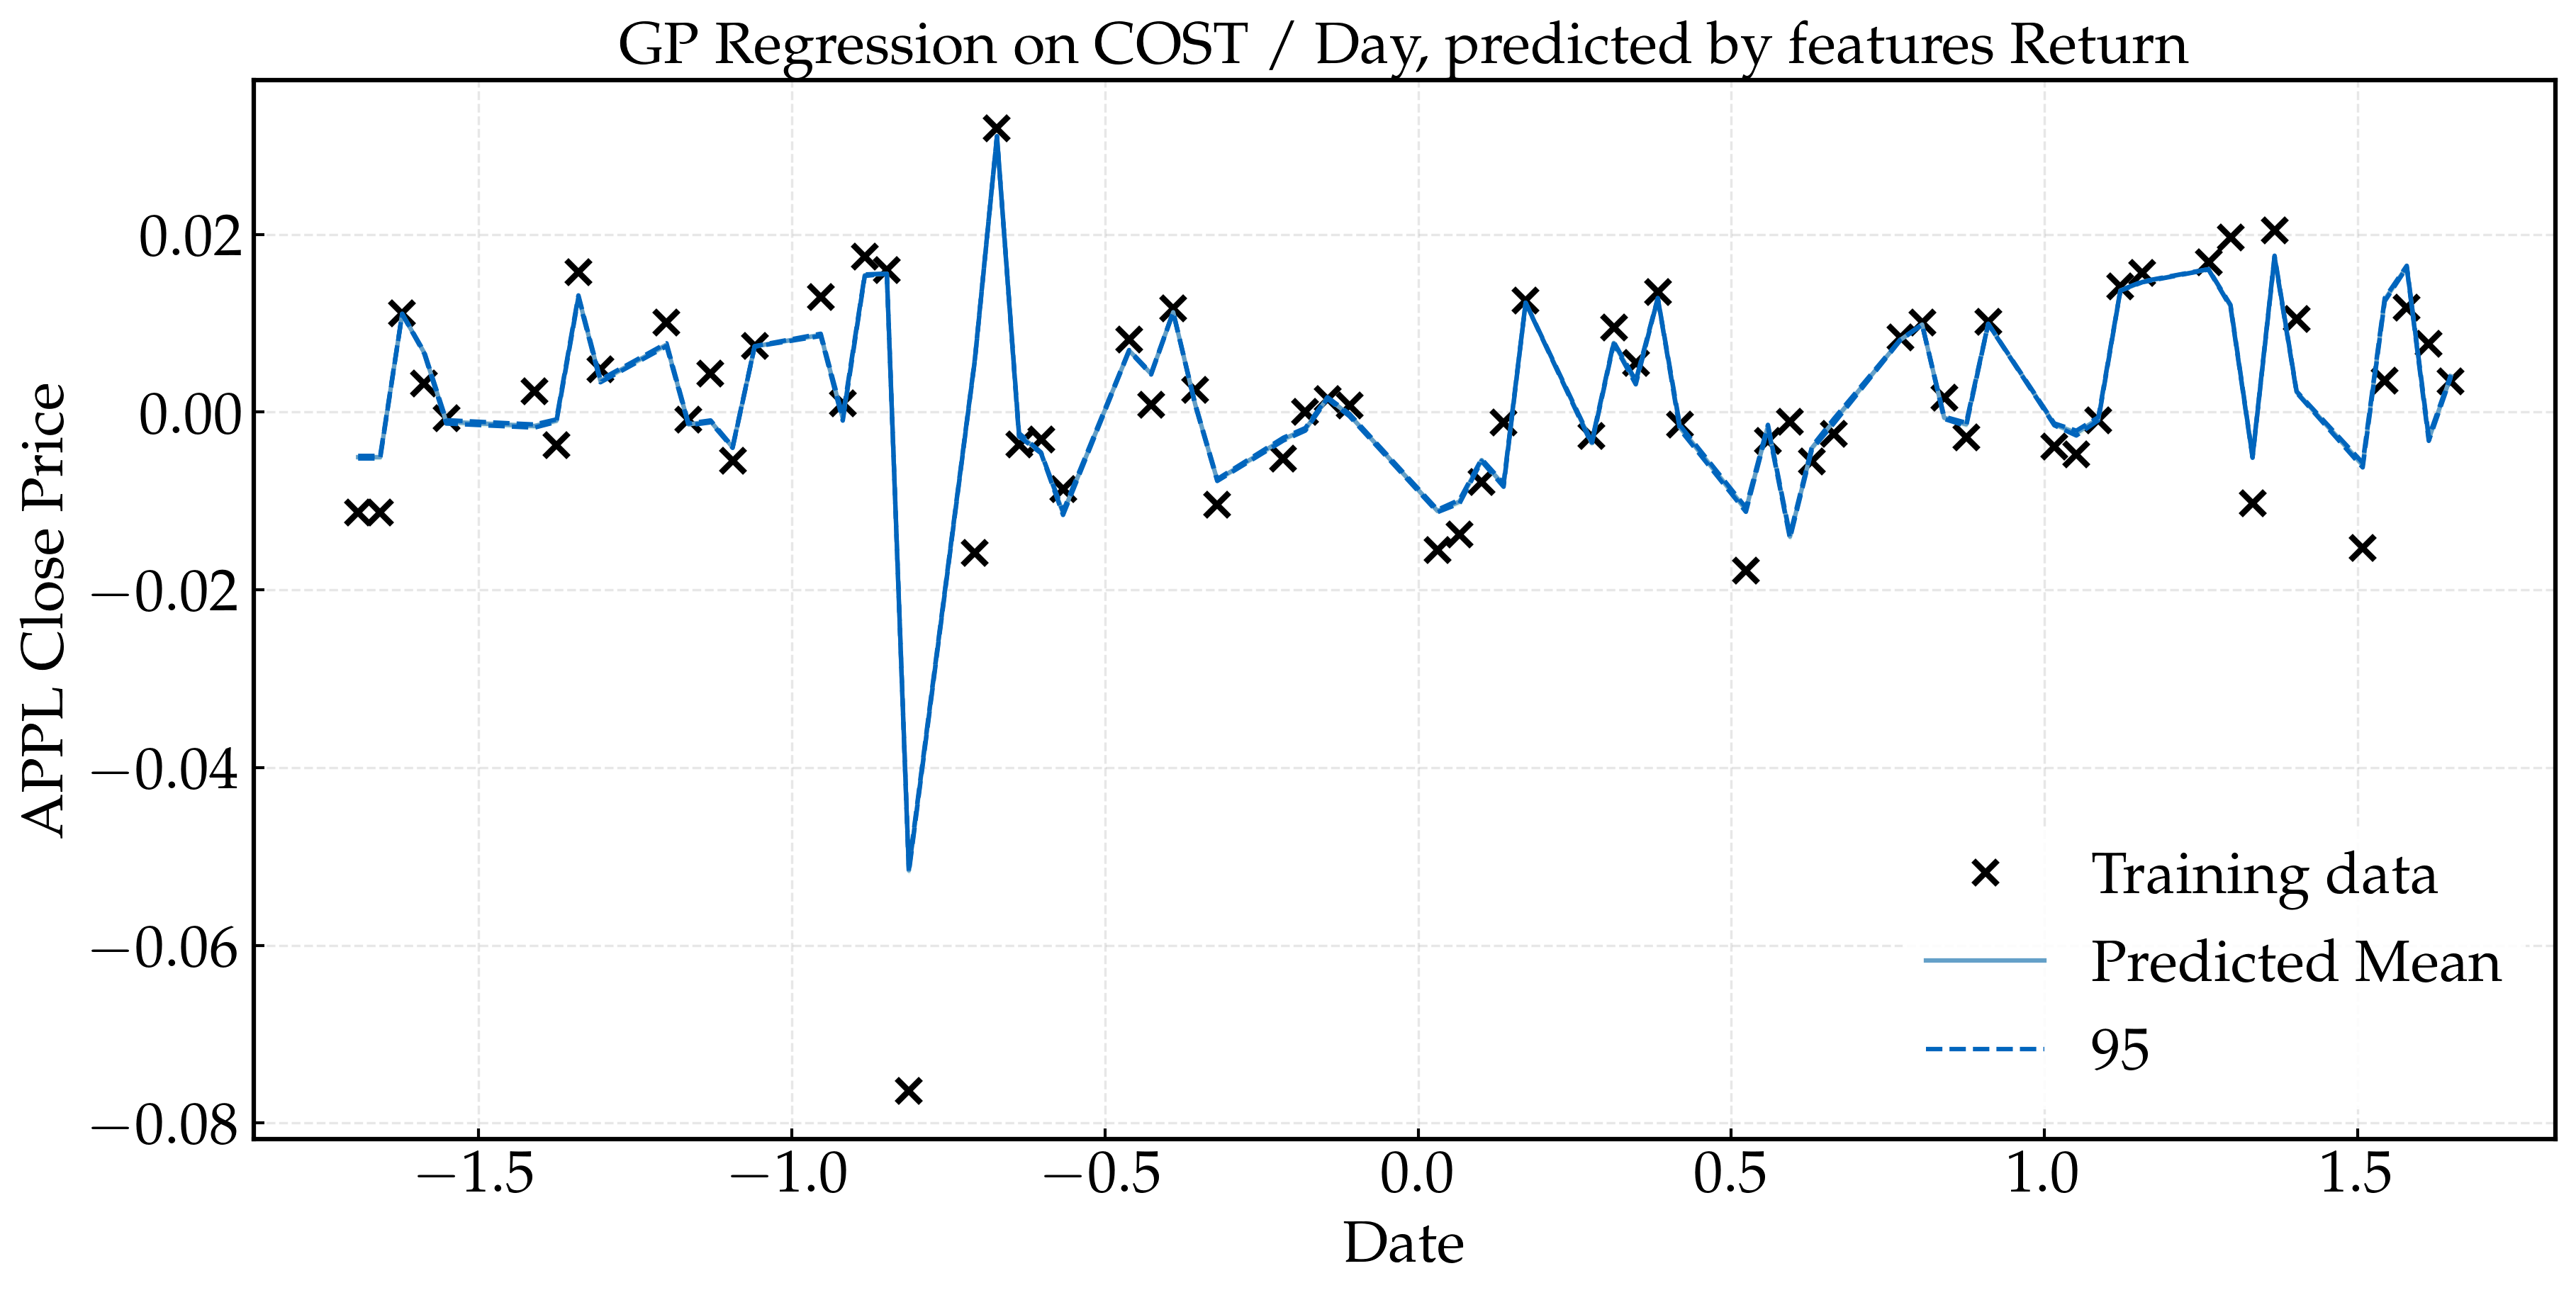 GP Regression on COST / Day, predicted by features Return
APPL Close Price
0.02
0.00
−0.02
−0.04
−0.06
−0.08
−1.5
−1.0
−0.5
0.0
0.5
1.0
1.5
Date
Training data
Predicted Mean
95